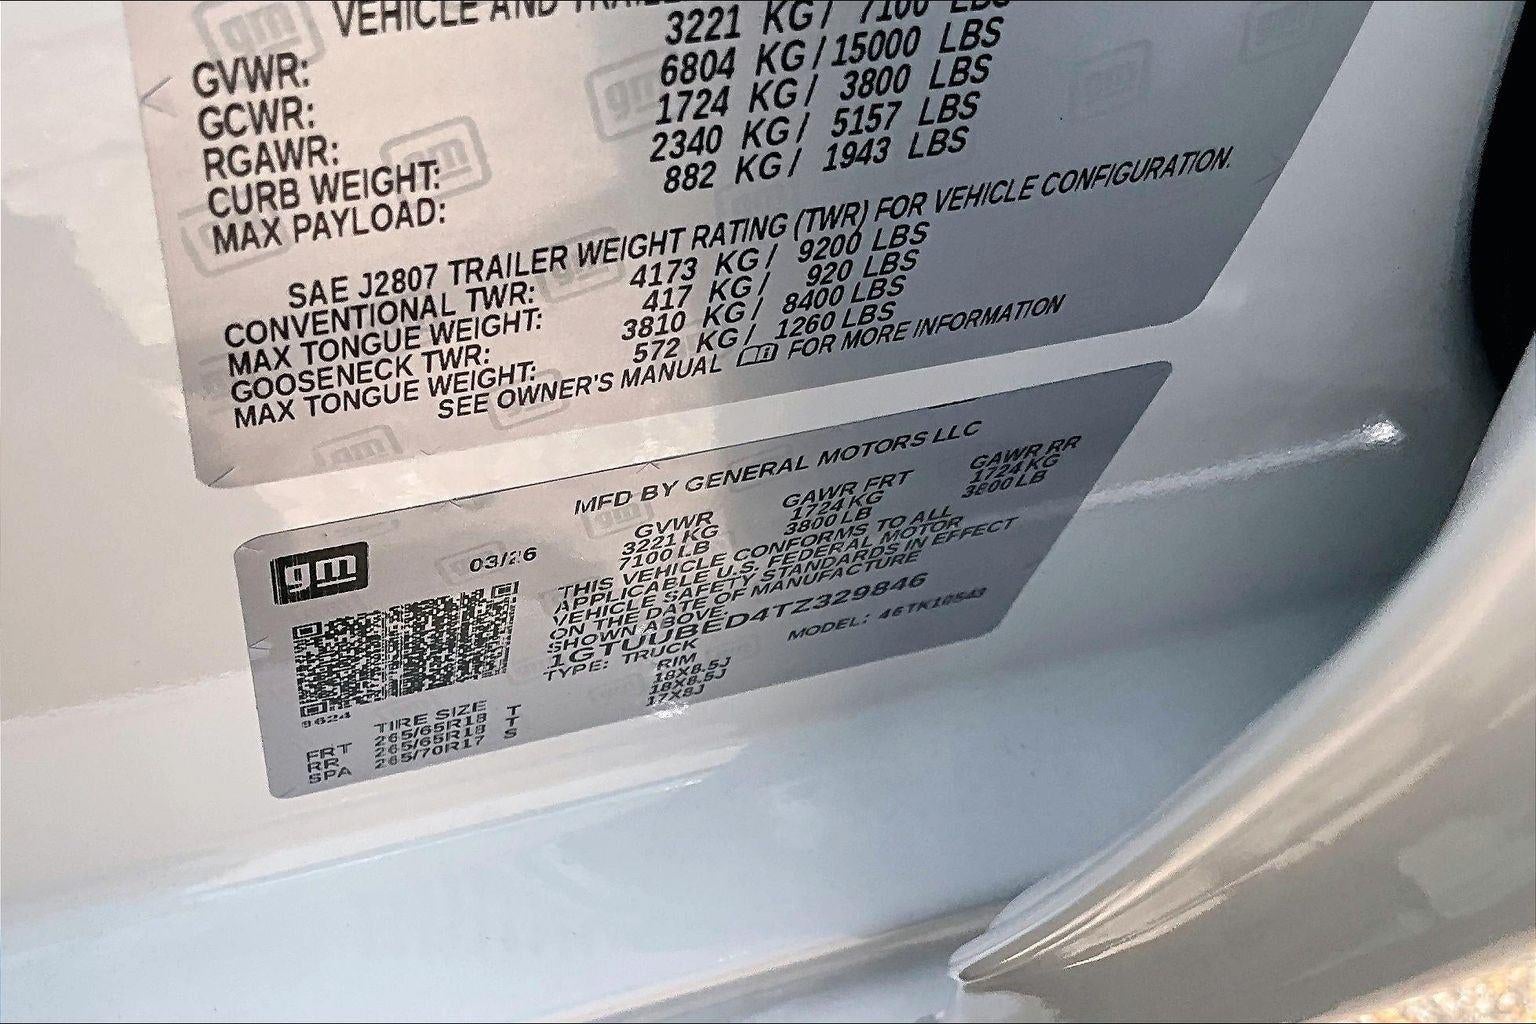 VEHICLE AND TRAILER
GVWR: 3221 KG/ 7100 LBS
GCWR: 6804 KG/15000 LBS
RGAWR: 1724 KG/ 3800 LBS
CURB WEIGHT: 2340 KG/ 5157 LBS
MAX PAYLOAD: 882 KG/ 1943 LBS
SAE J2807 TRAILER WEIGHT RATING (TWR) FOR VEHICLE CONFIGURATION.
CONVENTIONAL TWR: 4173 KG/ 9200 LBS
MAX TONGUE WEIGHT: 417 KG/ 920 LBS
GOOSENECK TWR: 3810 KG/ 8400 LBS
MAX TONGUE WEIGHT: 572 KG/ 1260 LBS
SEE OWNER'S MANUAL FOR MORE INFORMATION
MFD BY GENERAL MOTORS LLC
gm 03/26
GVWR GAWR FRT GAWR RR
3221 KG 1724 KG 1724 KG
7100 LB 3800 LB 3800 LB
THIS VEHICLE CONFORMS TO ALL
APPLICABLE U.S. FEDERAL MOTOR
VEHICLE SAFETY STANDARDS IN EFFECT
ON THE DATE OF MANUFACTURE
SHOWN ABOVE.
1GTUUBED4TZ329846
TYPE: TRUCK MODEL: 46TK10543
9624
TIRE SIZE RIM
FRT 265/65R18 T 18X8.5J
RR 265/65R18 T 18X8.5J
SPA 265/70R17 S 17X8J